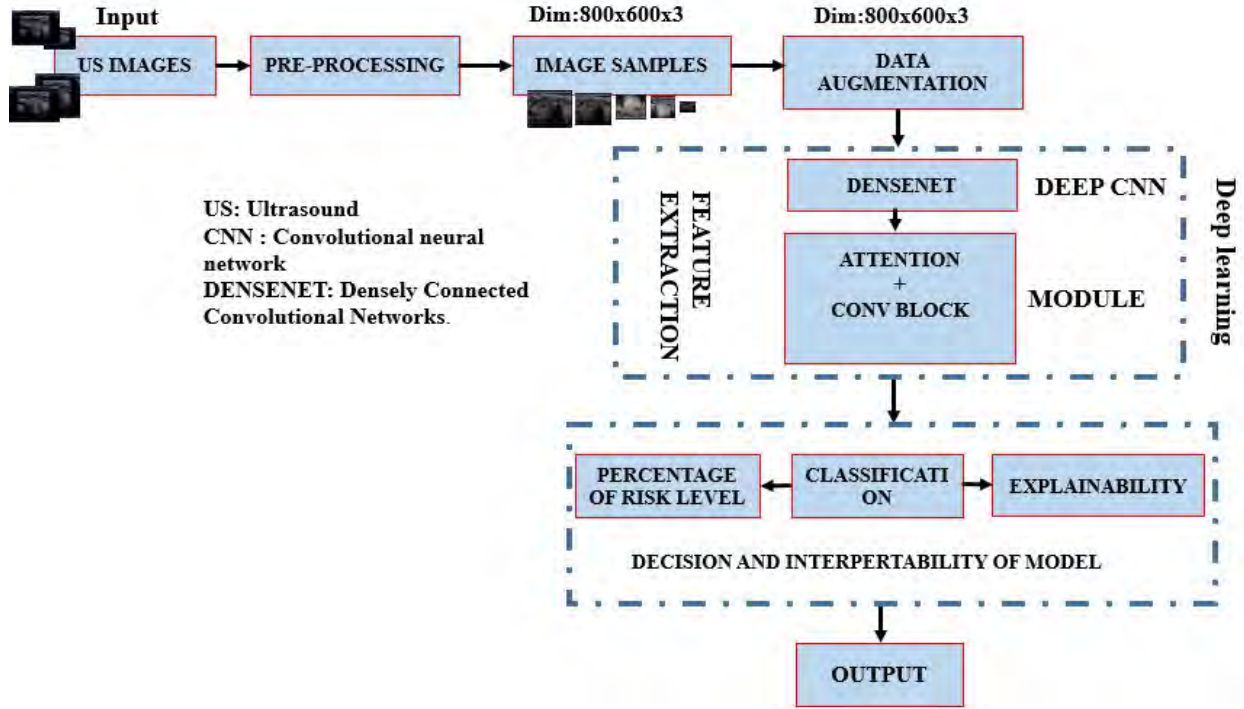 Input
Dim:800x600x3
Dim:800x600x3
US IMAGES
PRE-PROCESSING
IMAGE SAMPLES
DATA
AUGMENTATION
US: Ultrasound
CNN : Convolutional neural
network
DENSENET: Densely Connected
Convolutional Networks.
FEATURE
EXTRACTION
DENSENET
DEEP CNN
ATTENTION
+
CONV BLOCK
MODULE
Deep learning
PERCENTAGE
OF RISK LEVEL
CLASSIFICATI
ON
EXPLAINABILITY
DECISION AND INTERPERTABILITY OF MODEL
OUTPUT